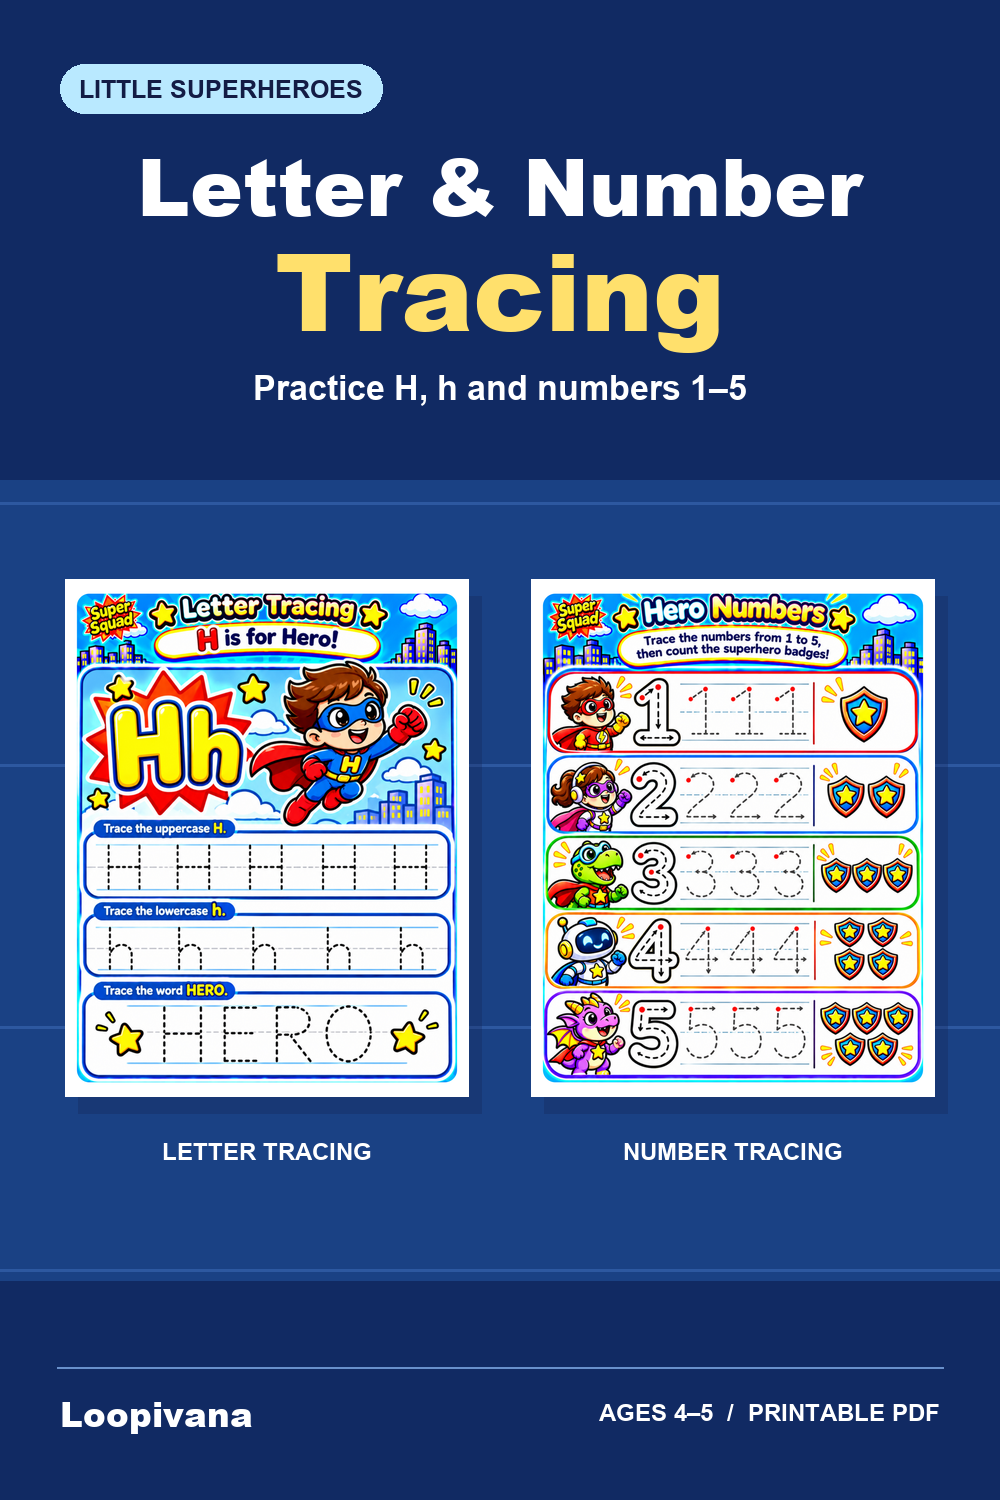 LITTLE SUPERHEROES
Letter & Number
Tracing
Practice H, h and numbers 1–5
Super
Squad
Letter Tracing
H is for Hero!
Hh
H
Trace the uppercase H.
H H H H H
Trace the lowercase h.
h h h h h
Trace the word HERO.
HERO
LETTER TRACING
Super
Squad
Hero Numbers
Trace the numbers from 1 to 5,
then count the superhero badges!
1 1 1 1
2 2 2 2
3 3 3 3
4 4 4 4
5 5 5 5
NUMBER TRACING
Loopivana
AGES 4–5 / PRINTABLE PDF